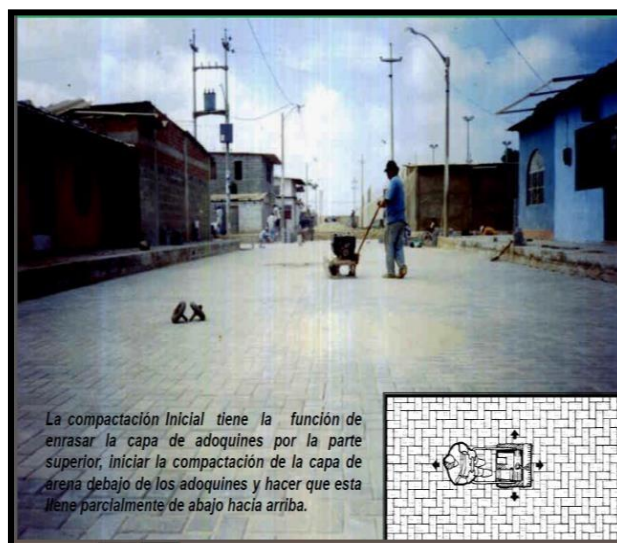 La compactación Inicial tiene la función de
enrasar la capa de adoquines por la parte
superior, iniciar la compactación de la capa de
arena debajo de los adoquines y hacer que esta
llene parcialmente de abajo hacia arriba.